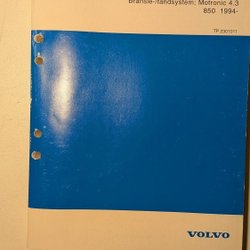 Bränsle-/tändsystem; Motronic 4.3
850 1994-
TP 2301011
VOLVO